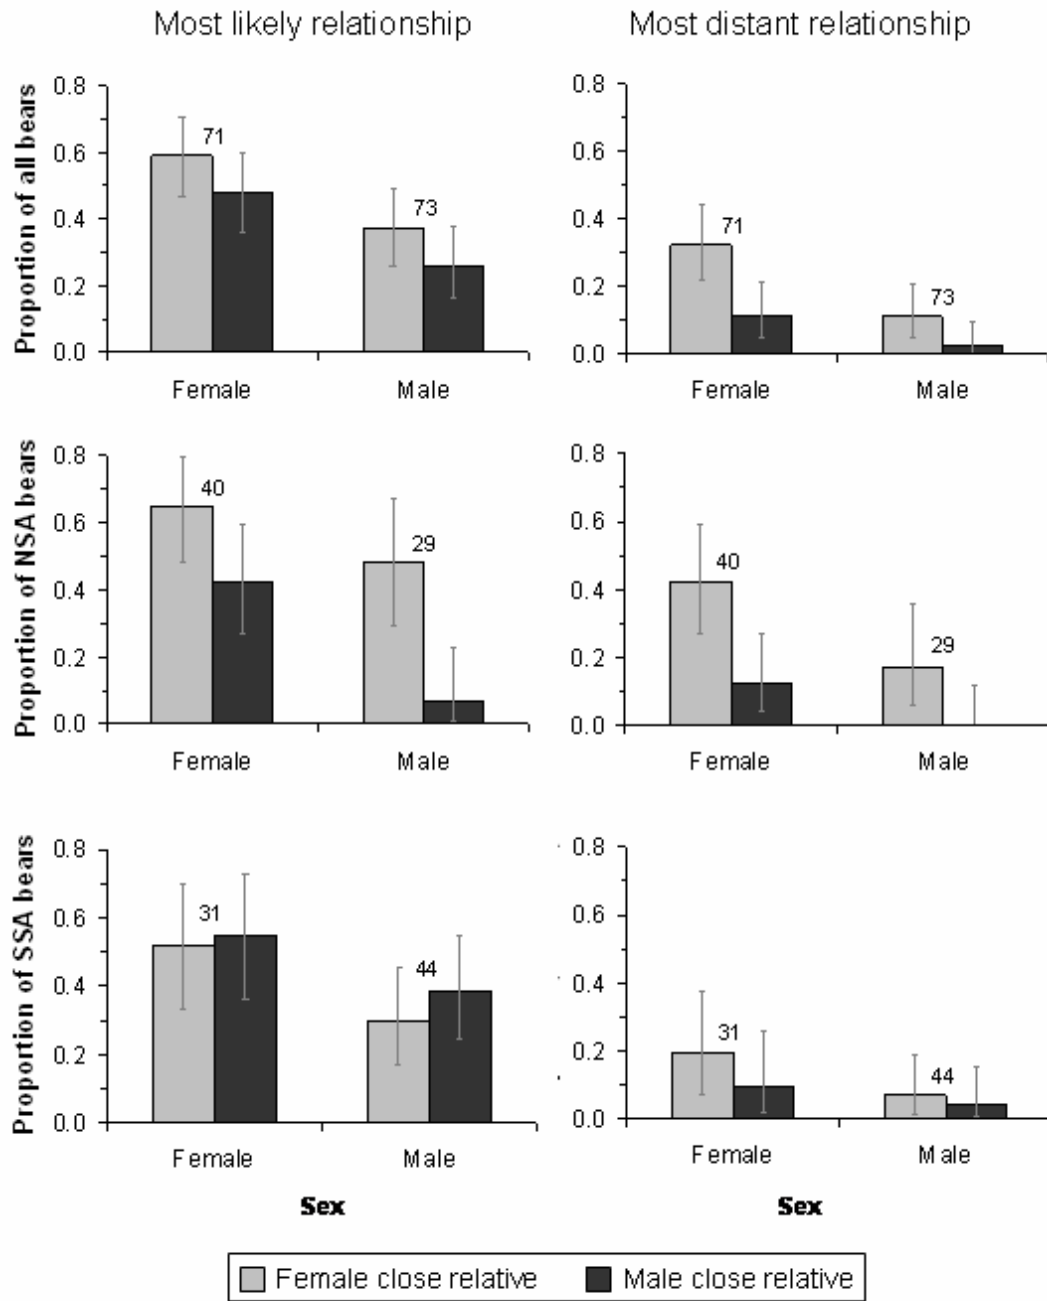 Most likely relationship
Most distant relationship
Proportion of all bears
0.8
0.6
0.4
0.2
0.0
71
73
Female
Male
0.8
0.6
0.4
0.2
0.0
71
73
Female
Male
Proportion of NSA bears
0.8
0.6
0.4
0.2
0.0
40
29
Female
Male
0.8
0.6
0.4
0.2
0.0
40
29
Female
Male
Proportion of SSA bears
0.8
0.6
0.4
0.2
0.0
31
44
Female
Male
Sex
0.8
0.6
0.4
0.2
0.0
31
44
Female
Male
Sex
Female close relative
Male close relative